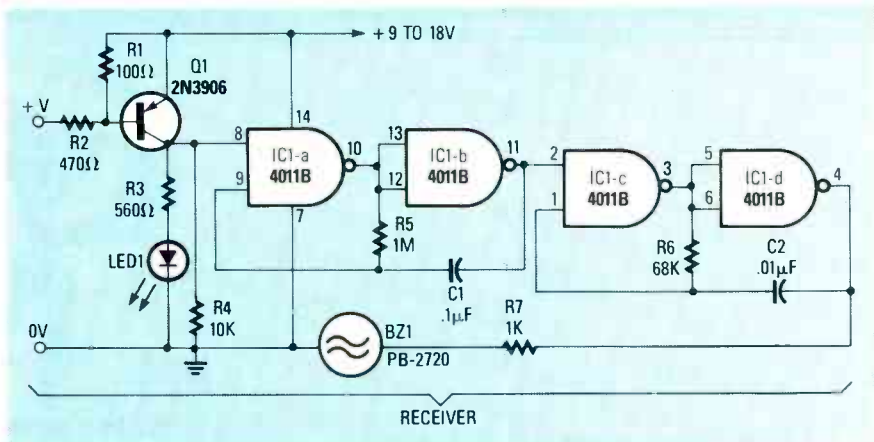 +9 TO 18V
R1
100Ω
Q1
2N3906
+V
R2
470Ω
14
8
9
IC1-a
4011B
10
7
13
12
IC1-b
4011B
11
2
1
IC1-c
4011B
3
5
6
IC1-d
4011B
4
R3
560Ω
LED1
R4
10K
R5
1M
C1
.1µF
R6
68K
C2
.01µF
R7
1K
0V
BZ1
PB-2720
RECEIVER